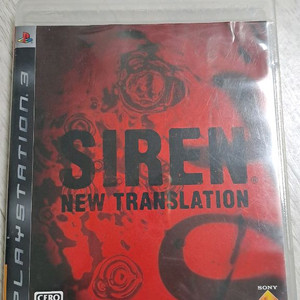 PLAYSTATION 3
SIREN
NEW TRANSLATION
CERO
SONY